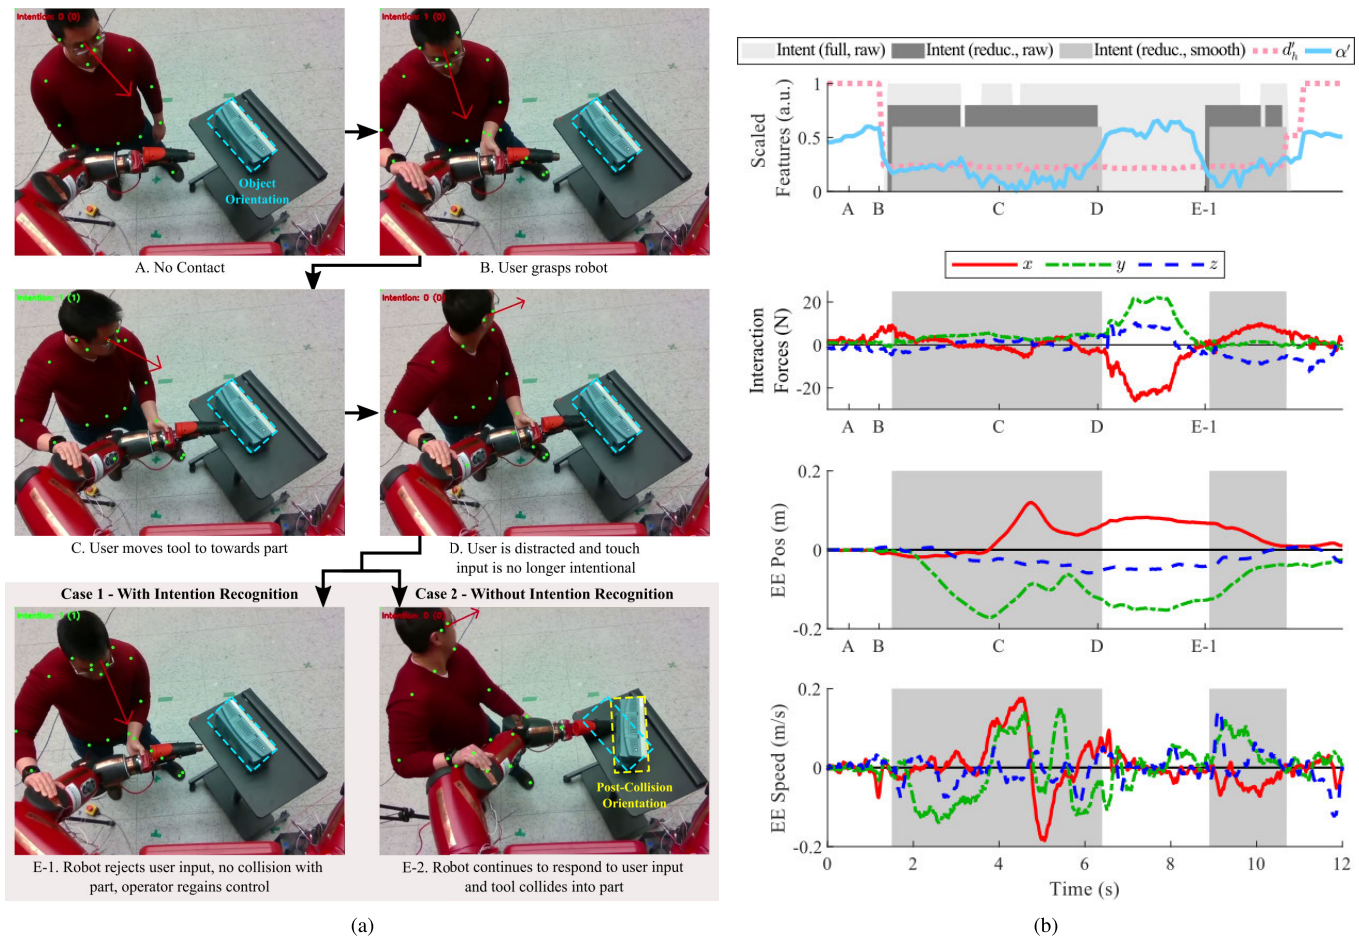 Intention: 0 (0)
Object
Orientation
A. No Contact
Intention: 1 (0)
B. User grasps robot
Intention: 1 (1)
C. User moves tool to towards part
Intention: 0 (0)
D. User is distracted and touch
input is no longer intentional
Case 1 - With Intention Recognition
(1)
E-1. Robot rejects user input, no collision with
part, operator regains control
Case 2 - Without Intention Recognition
Intention: 0 (0)
Post-Collision
Orientation
E-2. Robot continues to respond to user input
and tool collides into part
(a)
Intent (full, raw) Intent (reduc., raw) Intent (reduc., smooth) d′h α′
Scaled
Features (a.u.)
1
0.5
0
A B C D E-1
x y z
Interaction
Forces (N)
20
0
-20
A B C D E-1
EE Pos (m)
0.2
0
-0.2
A B C D E-1
EE Speed (m/s)
0.2
0
-0.2
0 2 4 6 8 10 12
Time (s)
(b)